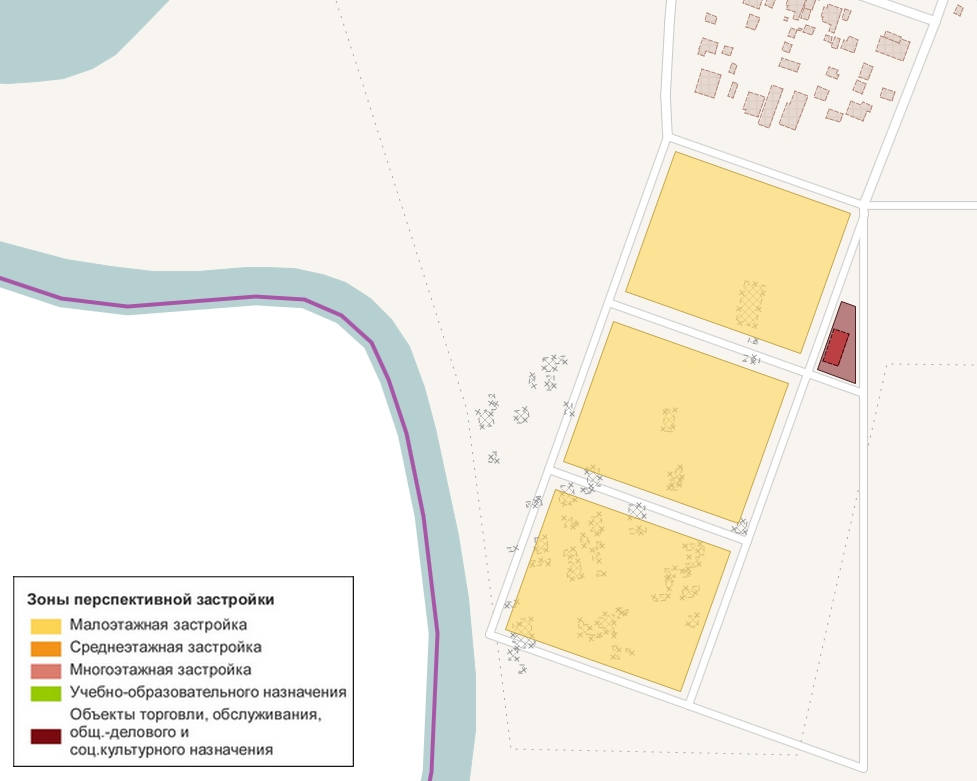 Зоны перспективной застройки
Малоэтажная застройка
Среднеэтажная застройка
Многоэтажная застройка
Учебно-образовательного назначения
Объекты торговли, обслуживания,
общ.-делового и
соц.культурного назначения